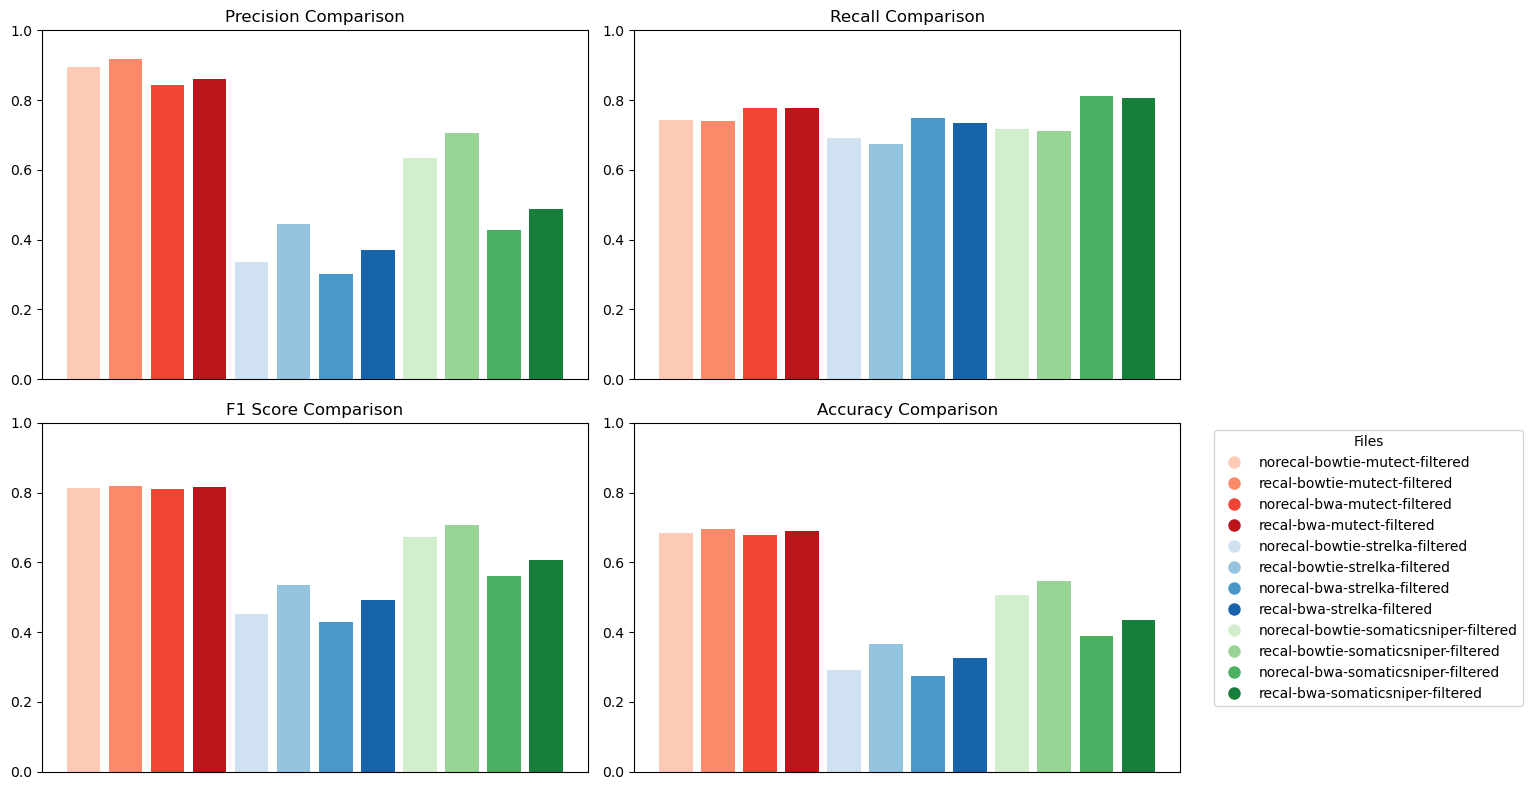 Precision Comparison
1.0
0.8
0.6
0.4
0.2
0.0
Recall Comparison
1.0
0.8
0.6
0.4
0.2
0.0
F1 Score Comparison
1.0
0.8
0.6
0.4
0.2
0.0
Accuracy Comparison
1.0
0.8
0.6
0.4
0.2
0.0
Files
norecal-bowtie-mutect-filtered
recal-bowtie-mutect-filtered
norecal-bwa-mutect-filtered
recal-bwa-mutect-filtered
norecal-bowtie-strelka-filtered
recal-bowtie-strelka-filtered
norecal-bwa-strelka-filtered
recal-bwa-strelka-filtered
norecal-bowtie-somaticsniper-filtered
recal-bowtie-somaticsniper-filtered
norecal-bwa-somaticsniper-filtered
recal-bwa-somaticsniper-filtered